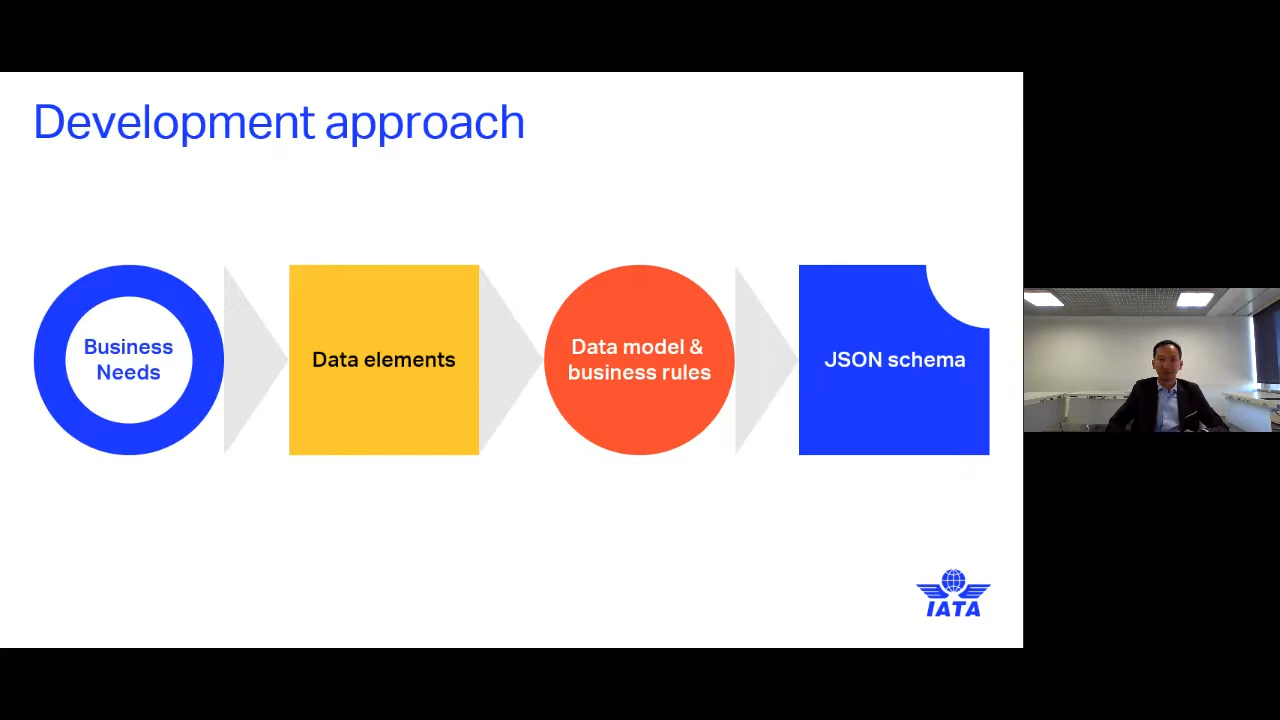 Development approach
Business
Needs
Data elements
Data model &
business rules
JSON schema
IATA